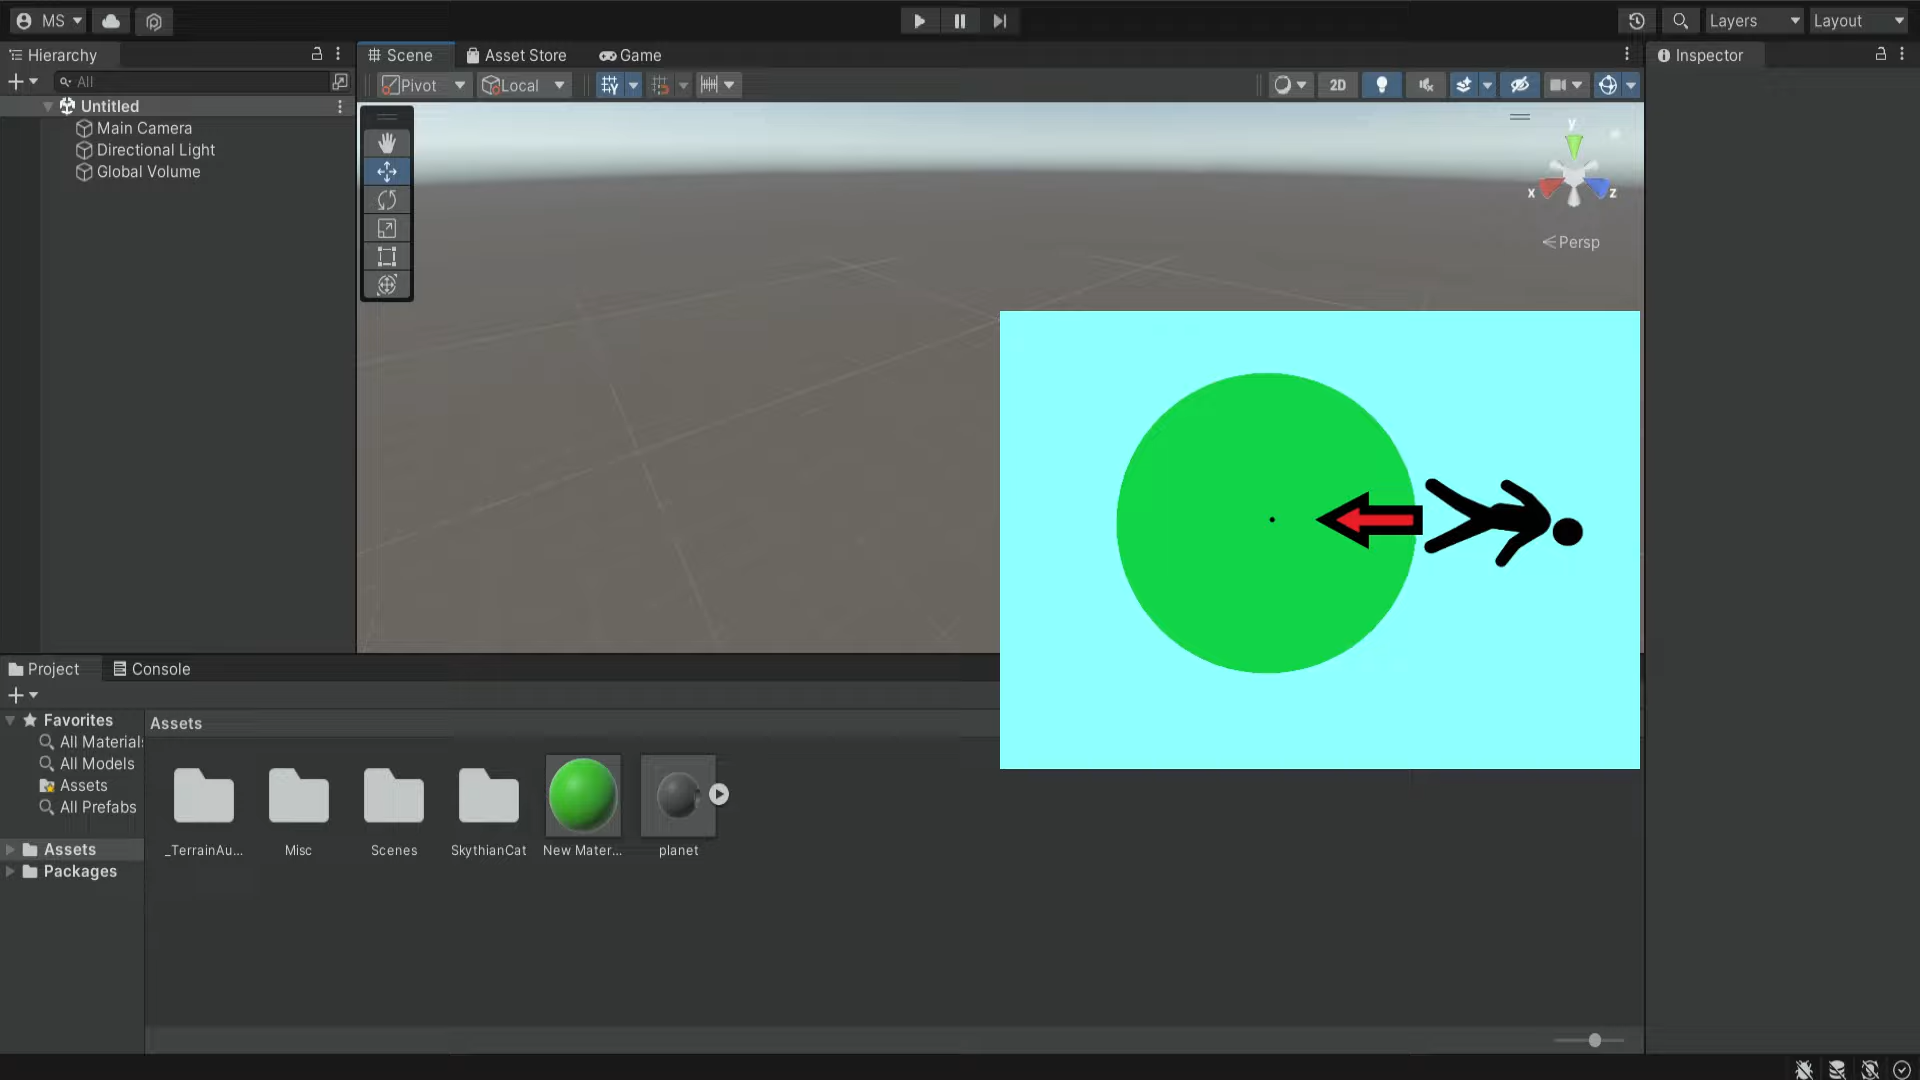 MS
Layers
Layout
Hierarchy
Scene
Asset Store
Game
Inspector
All
Pivot
Local
2D
Untitled
Main Camera
Directional Light
Global Volume
y
x
z
Persp
Project
Console
Favorites
All Material
All Models
Assets
All Prefabs
Assets
Packages
Assets
_TerrainAu...
Misc
Scenes
SkythianCat
New Mater...
planet